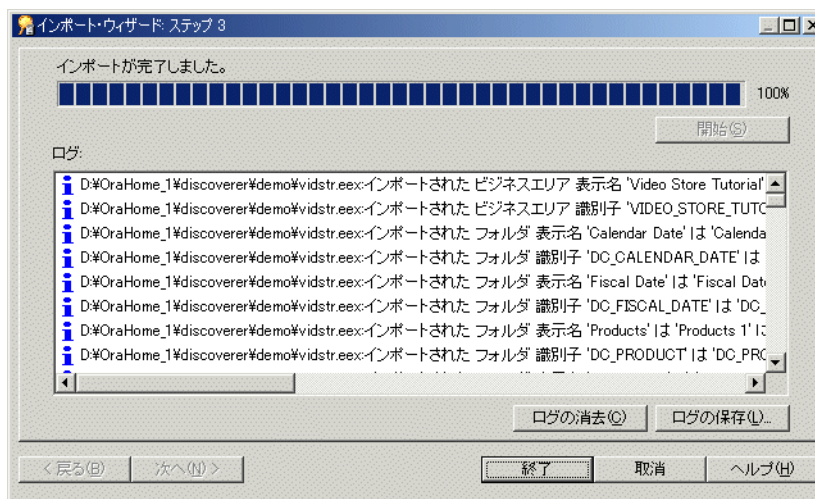 インポート・ウィザード: ステップ 3
インポートが完了しました。
100%
開始(S)
ログ:
D:¥OraHome_1¥discoverer¥demo¥vidstr.eex:インポートされた ビジネスエリア 表示名 'Video Store Tutorial'
D:¥OraHome_1¥discoverer¥demo¥vidstr.eex:インポートされた ビジネスエリア 識別子 'VIDEO_STORE_TUTO
D:¥OraHome_1¥discoverer¥demo¥vidstr.eex:インポートされた フォルダ 表示名 'Calendar Date' は 'Calenda
D:¥OraHome_1¥discoverer¥demo¥vidstr.eex:インポートされた フォルダ 識別子 'DC_CALENDAR_DATE' は
D:¥OraHome_1¥discoverer¥demo¥vidstr.eex:インポートされた フォルダ 表示名 'Fiscal Date' は 'Fiscal Dat
D:¥OraHome_1¥discoverer¥demo¥vidstr.eex:インポートされた フォルダ 識別子 'DC_FISCAL_DATE' は 'DC_
D:¥OraHome_1¥discoverer¥demo¥vidstr.eex:インポートされた フォルダ 表示名 'Products' は 'Products 1' に
D:¥OraHome_1¥discoverer¥demo¥vidstr.eex:インポートされた フォルダ 識別子 'DC_PRODUCT' は 'DC_PRO
ログの消去(C)
ログの保存(L)...
< 戻る(B)
次へ(N) >
終了
取消
ヘルプ(H)